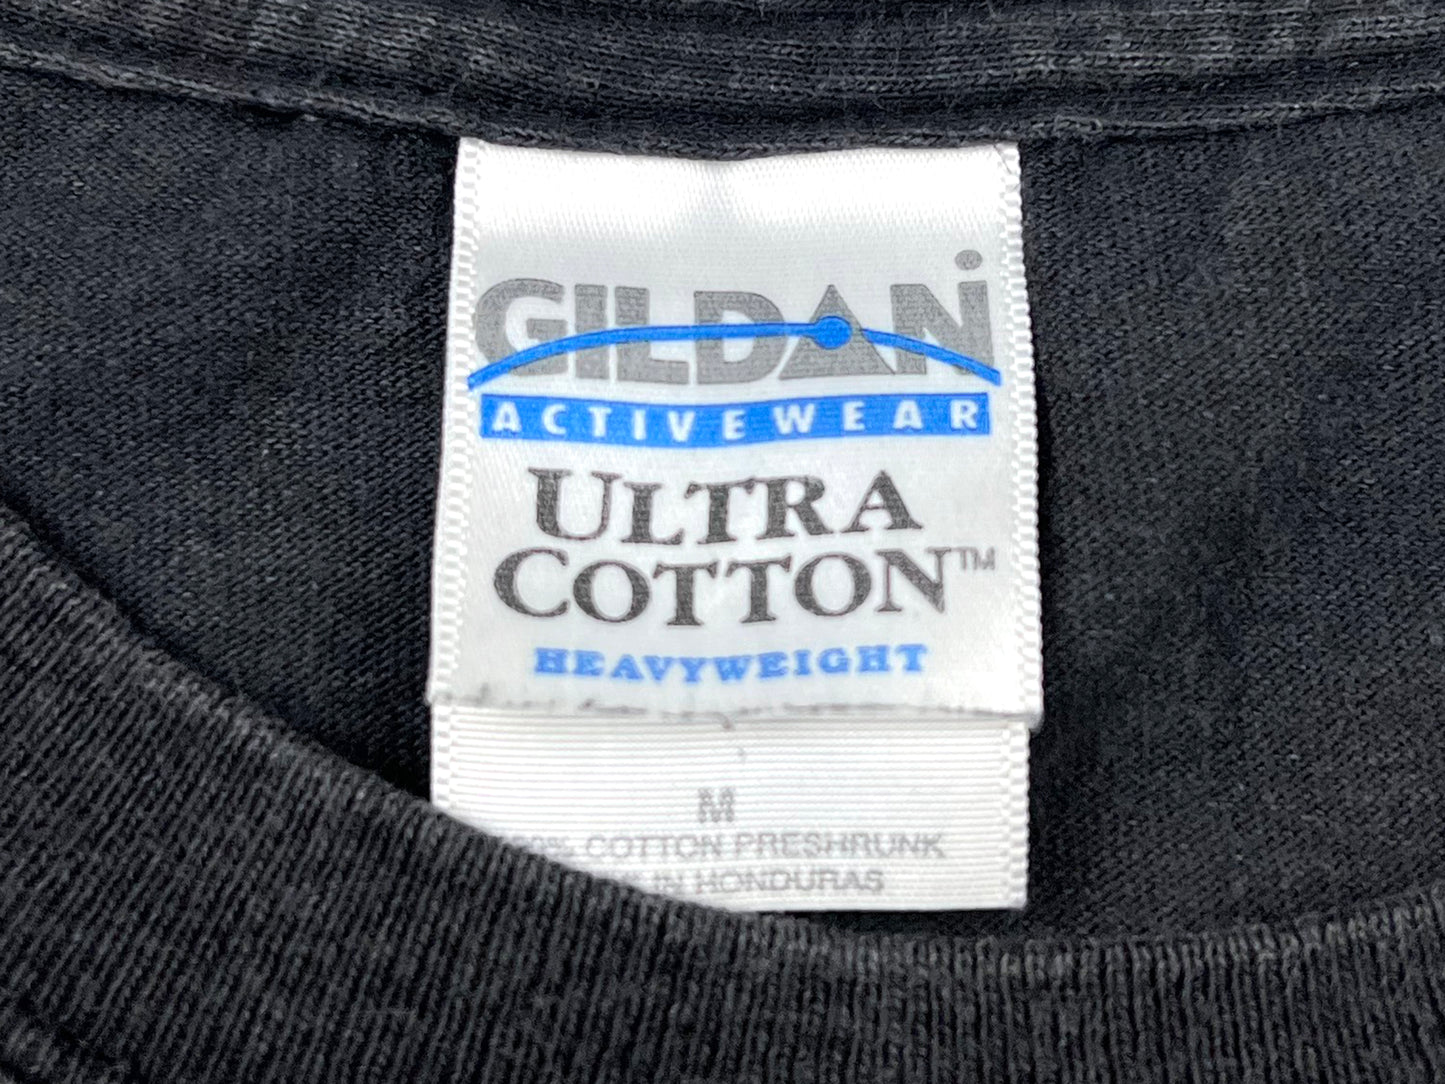 GILDAN
ACTIVEWEAR
ULTRA
COTTON™
HEAVYWEIGHT
M
COTTON PRESHRUNK
IN HONDURAS